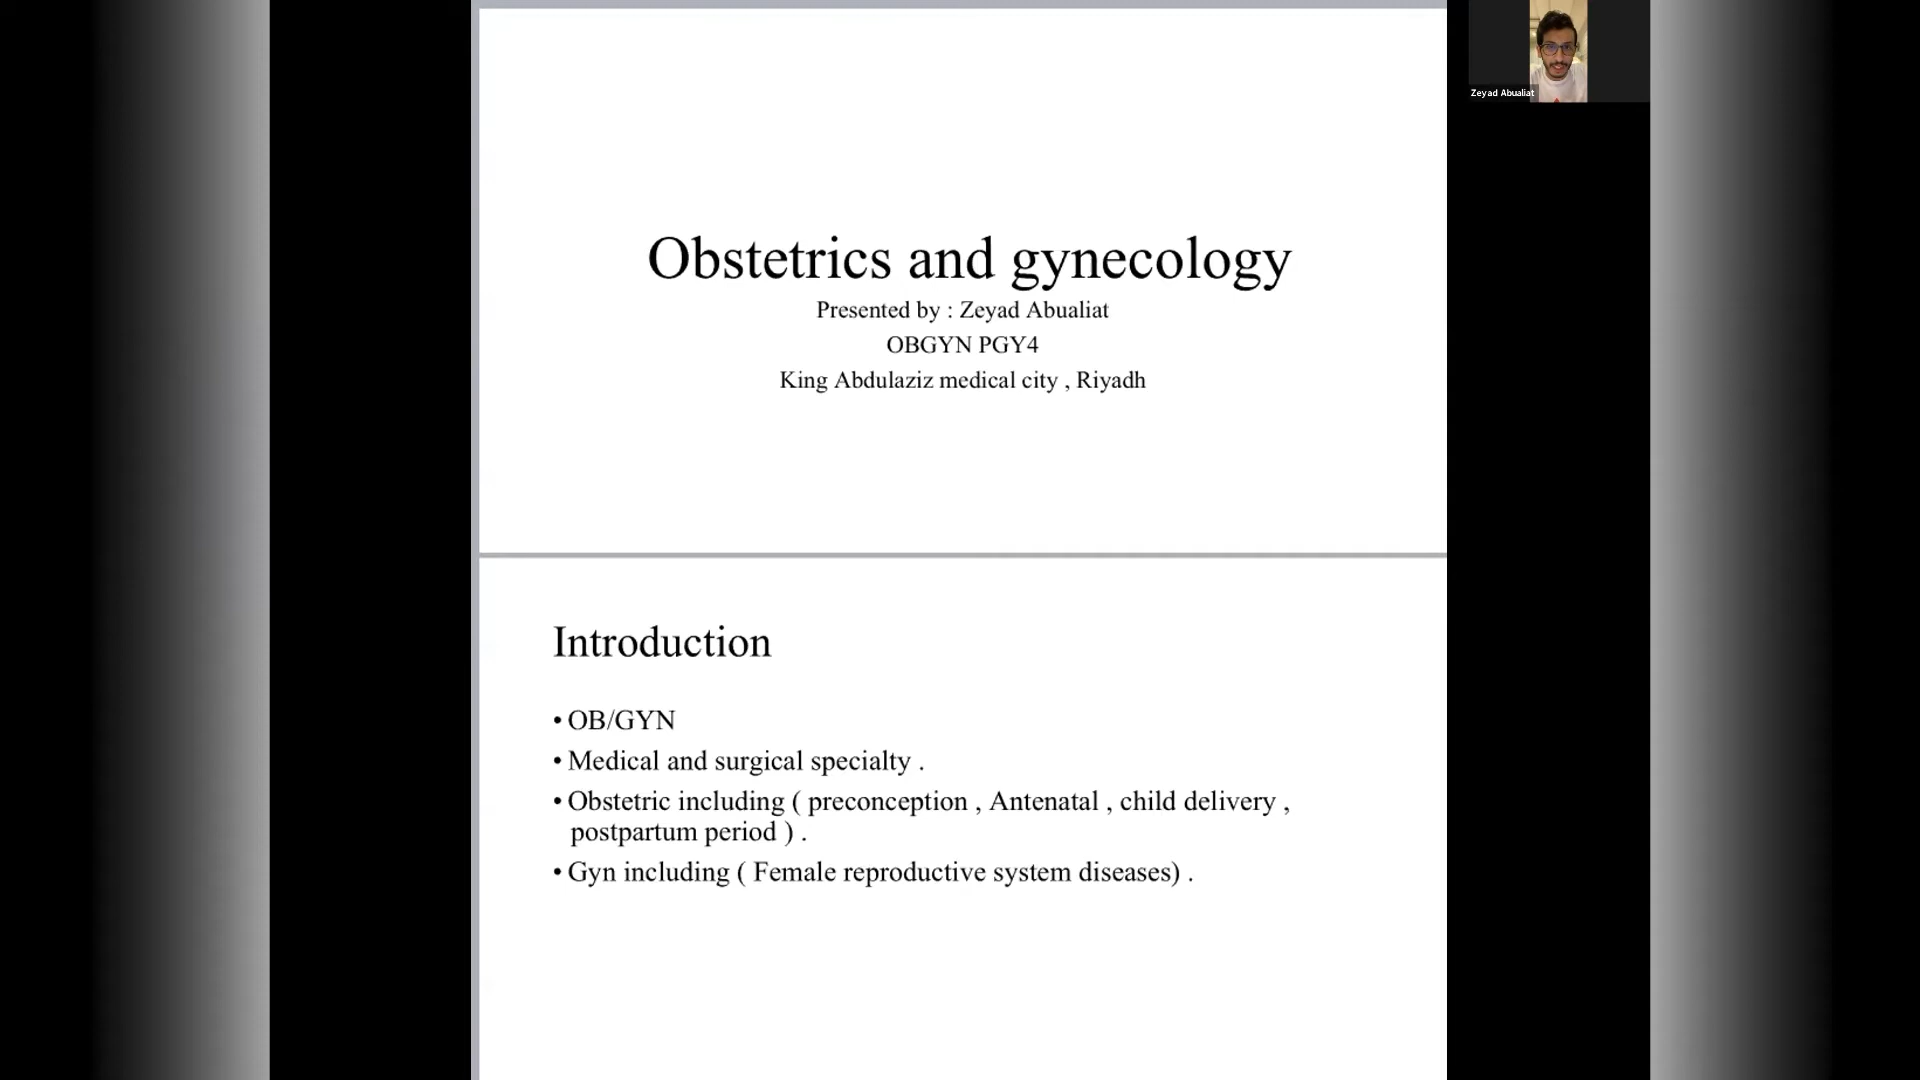 Obstetrics and gynecology
Presented by : Zeyad Abualiat
OBGYN PGY4
King Abdulaziz medical city , Riyadh
Introduction
• OB/GYN
• Medical and surgical specialty .
• Obstetric including ( preconception , Antenatal , child delivery ,
postpartum period ) .
• Gyn including ( Female reproductive system diseases) .
Zeyad Abualiat